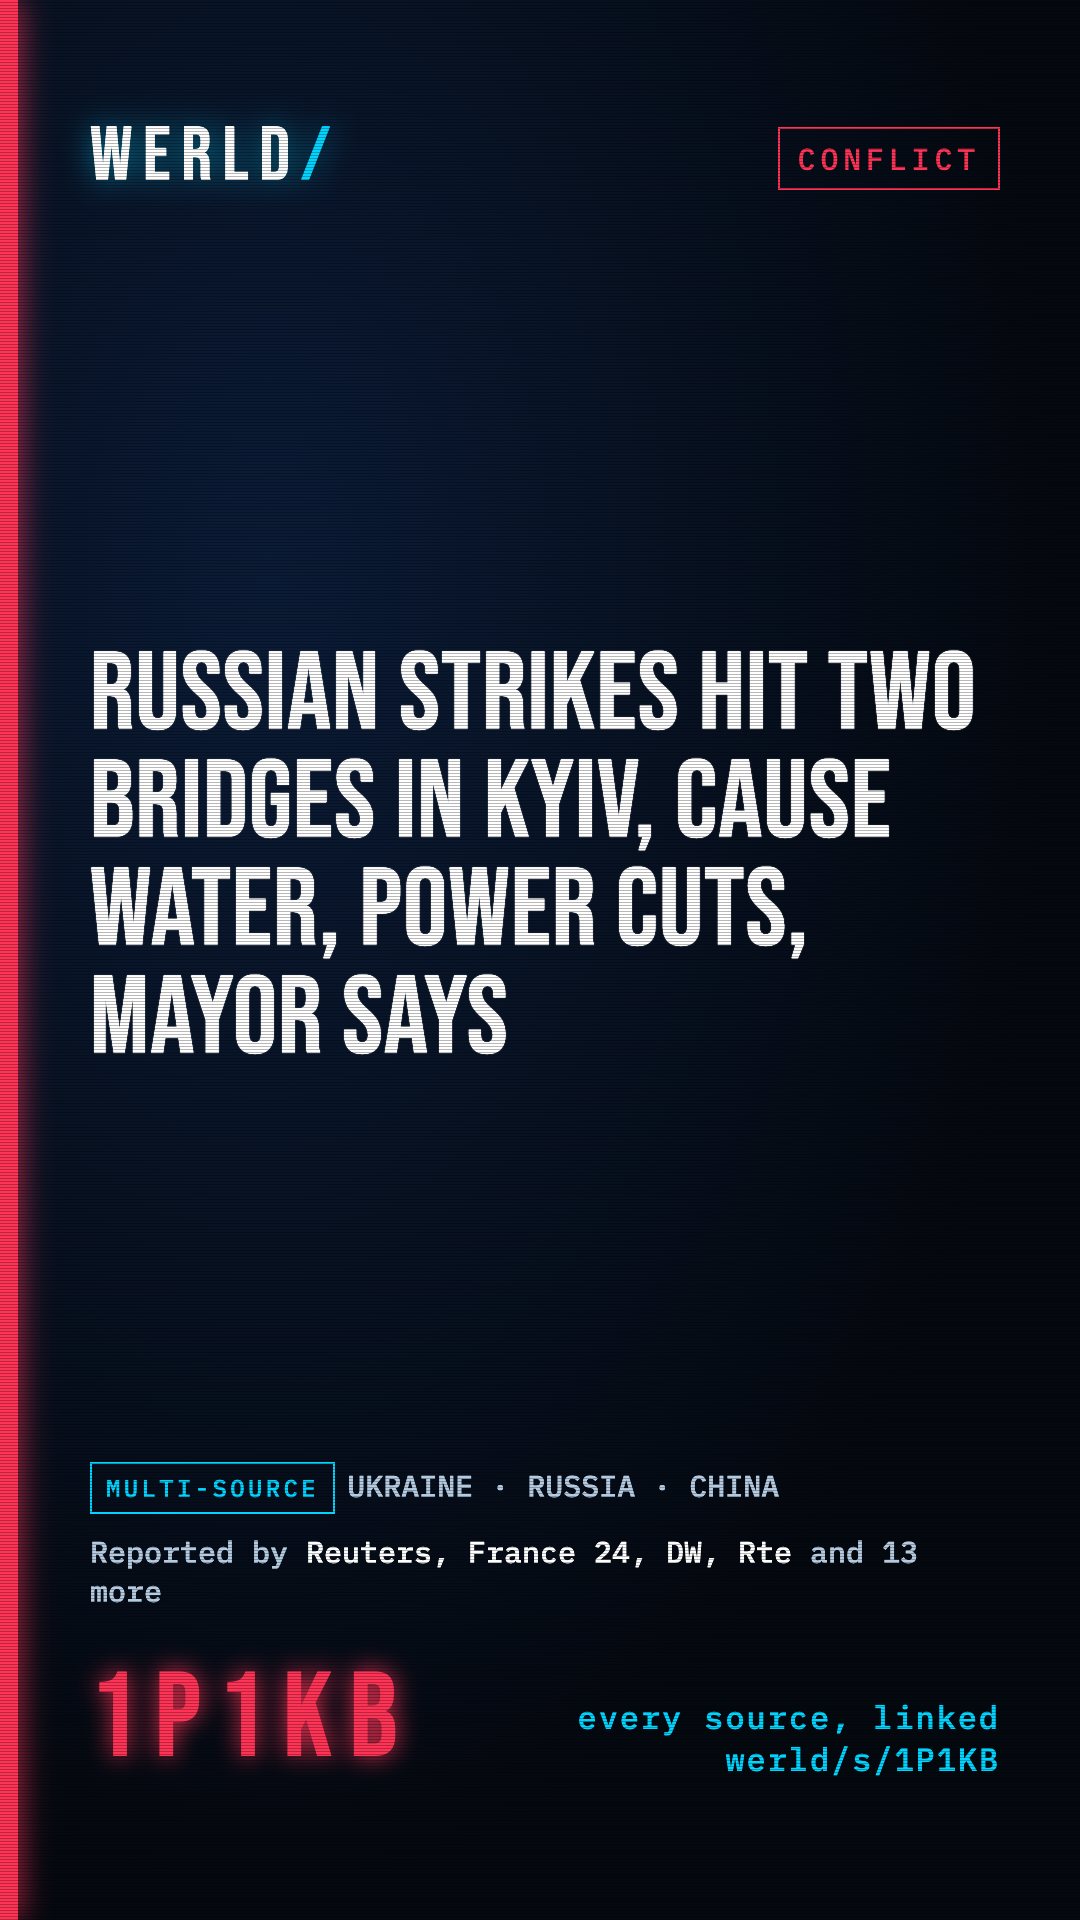 WERLD/
CONFLICT
RUSSIAN STRIKES HIT TWO
BRIDGES IN KYIV, CAUSE
WATER, POWER CUTS,
MAYOR SAYS
MULTI-SOURCE UKRAINE · RUSSIA · CHINA
Reported by Reuters, France 24, DW, Rte and 13
more
1P1KB
every source, linked
werld/s/1P1KB